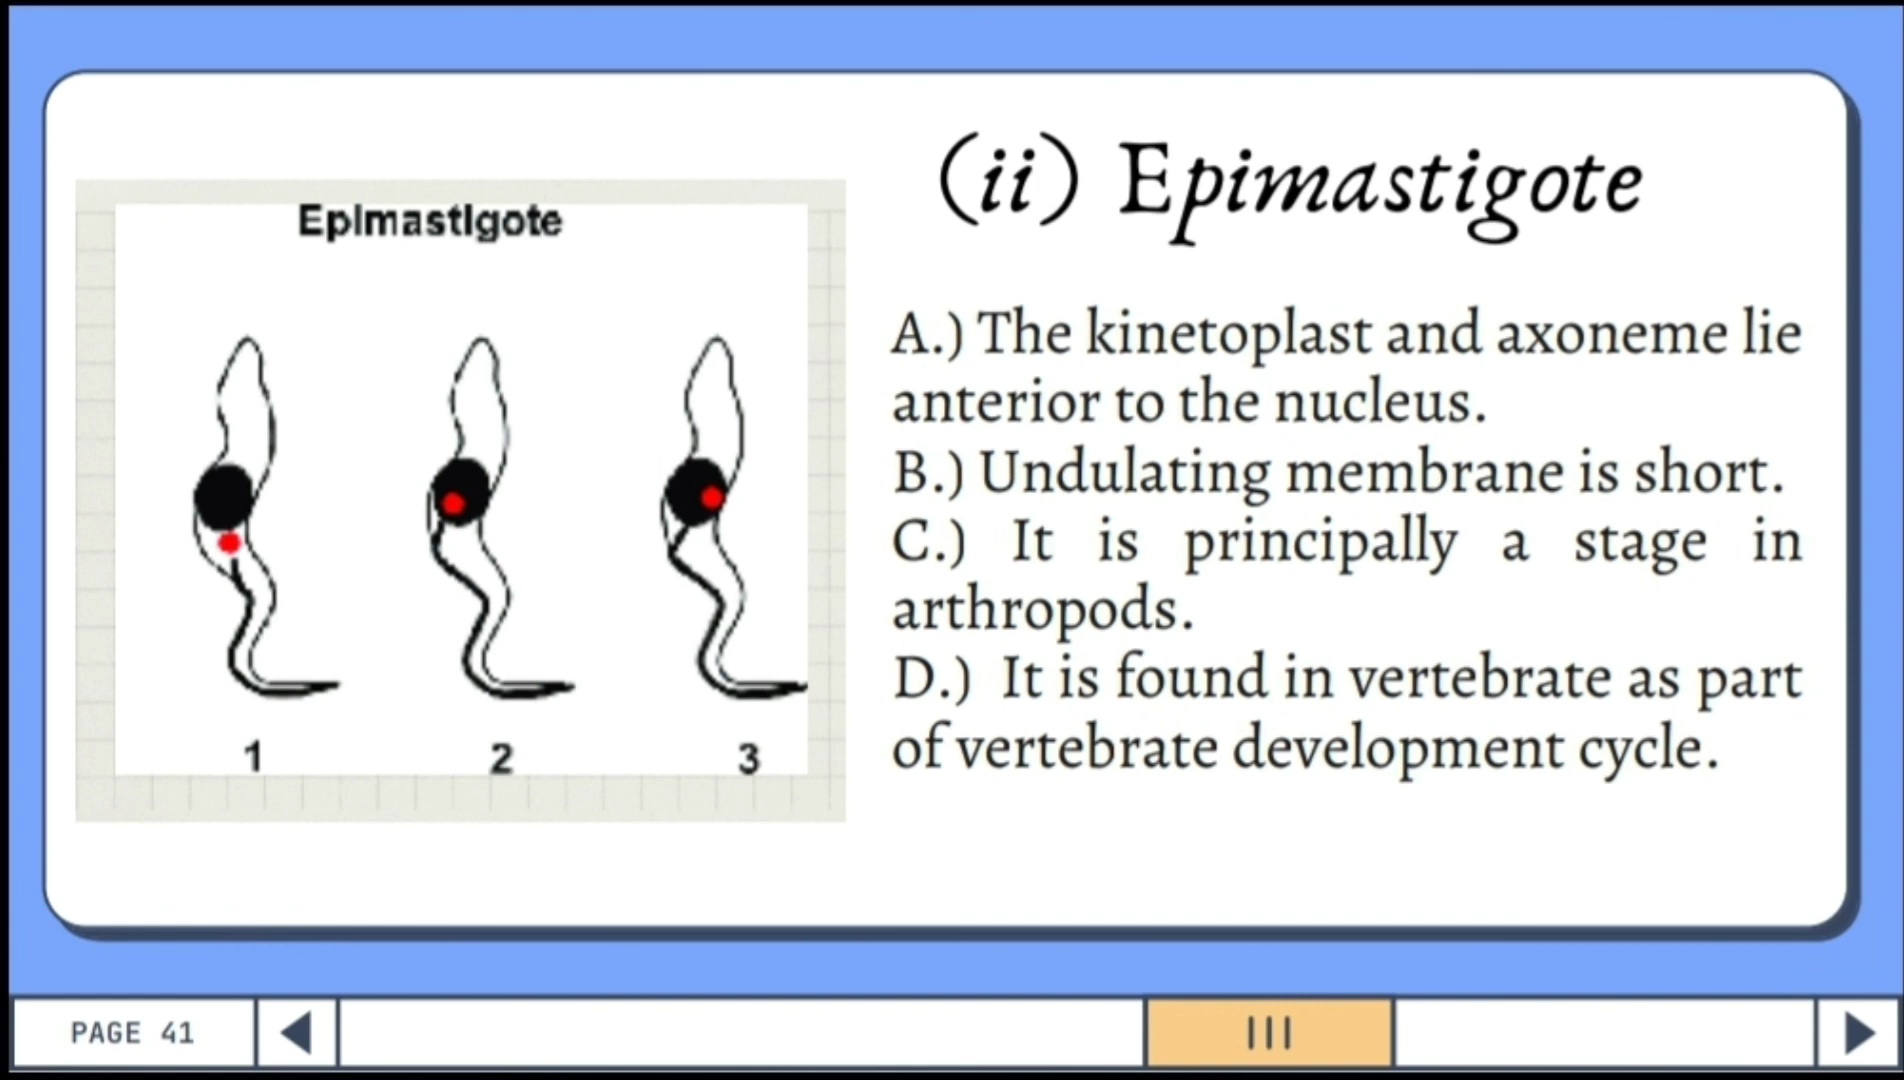 (ii) Epimastigote
Epimastigote
A.) The kinetoplast and axoneme lie
anterior to the nucleus.
B.) Undulating membrane is short.
C.) It is principally a stage in
arthropods.
D.) It is found in vertebrate as part
of vertebrate development cycle.
1 2 3
PAGE 41